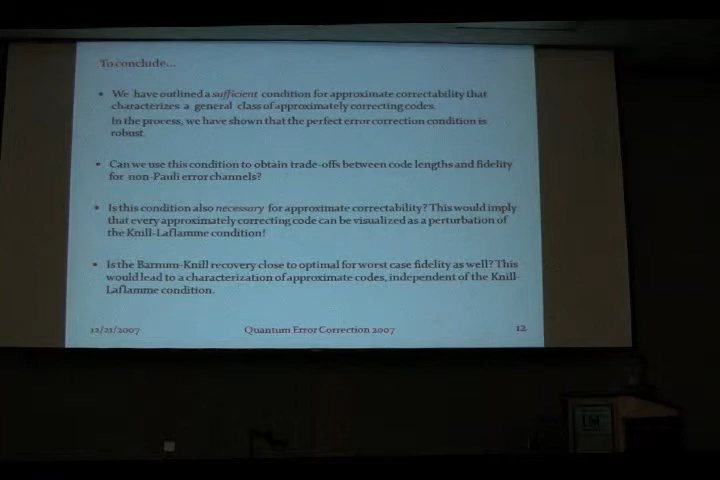 To conclude...
• We have outlined a sufficient condition for approximate correctability that
characterizes a general class of approximately correcting codes.
In the process, we have shown that the perfect error correction condition is
robust.
• Can we use this condition to obtain trade-offs between code lengths and fidelity
for non-Pauli error channels?
• Is this condition also necessary for approximate correctability? This would imply
that every approximately correcting code can be visualized as a perturbation of
the Knill-Laflamme condition!
• Is the Barnum-Knill recovery close to optimal for worst case fidelity as well? This
would lead to a characterization of approximate codes, independent of the Knill-
Laflamme condition.
12/21/2007 Quantum Error Correction 2007 12